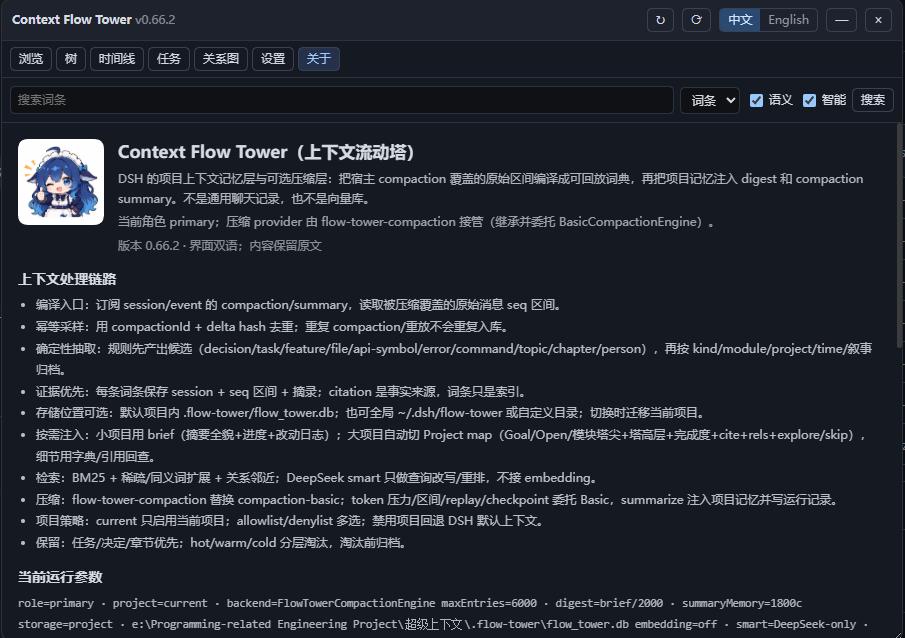 Context Flow Tower v0.66.2
中文 English
浏览 树 时间线 任务 关系图 设置 关于
搜索词条 词条 语义 智能 搜索
Context Flow Tower（上下文流动塔）
DSH 的项目上下文记忆层与可选压缩层：把宿主 compaction 覆盖的原始区间编译成可回放词典，再把项目记忆注入 digest 和 compaction
summary。不是通用聊天记录，也不是向量库。
当前角色 primary；压缩 provider 由 flow-tower-compaction 接管（继承并委托 BasicCompactionEngine）。
版本 0.66.2 · 界面双语；内容保留原文
上下文处理链路
• 编译入口：订阅 session/event 的 compaction/summary，读取被压缩覆盖的原始消息 seq 区间。
• 幂等采样：用 compactionId + delta hash 去重；重复 compaction/重放不会重复入库。
• 确定性抽取：规则先产出候选（decision/task/feature/file/api-symbol/error/command/topic/chapter/person），再按 kind/module/project/time/叙事
归档。
• 证据优先：每条词条保存 session + seq 区间 + 摘录；citation 是事实来源，词条只是索引。
• 存储位置可选：默认项目内 .flow-tower/flow_tower.db；也可全局 ~/.dsh/flow-tower 或自定义目录；切换时迁移当前项目。
• 按需注入：小项目用 brief（摘要全貌+进度+改动日志）；大项目自动切 Project map（Goal/Open/模块塔尖+塔高层+完成度+cite+rels+explore/skip），
细节用字典/引用回查。
• 检索：BM25 + 稀疏/同义词扩展 + 关系邻近；DeepSeek smart 只做查询改写/重排，不接 embedding。
• 压缩：flow-tower-compaction 替换 compaction-basic；token 压力/区间/replay/checkpoint 委托 Basic，summarize 注入项目记忆并写运行记录。
• 项目策略：current 只启用当前项目；allowlist/denylist 多选；禁用项目回退 DSH 默认上下文。
• 保留：任务/决定/章节优先；hot/warm/cold 分层淘汰，淘汰前归档。
当前运行参数
role=primary · project=current · backend=FlowTowerCompactionEngine maxEntries=6000 · digest=brief/2000 · summaryMemory=1800c
storage=project · e:\Programming-related Engineering Project\超级上下文\.flow-tower\flow_tower.db embedding=off · smart=DeepSeek-only ·